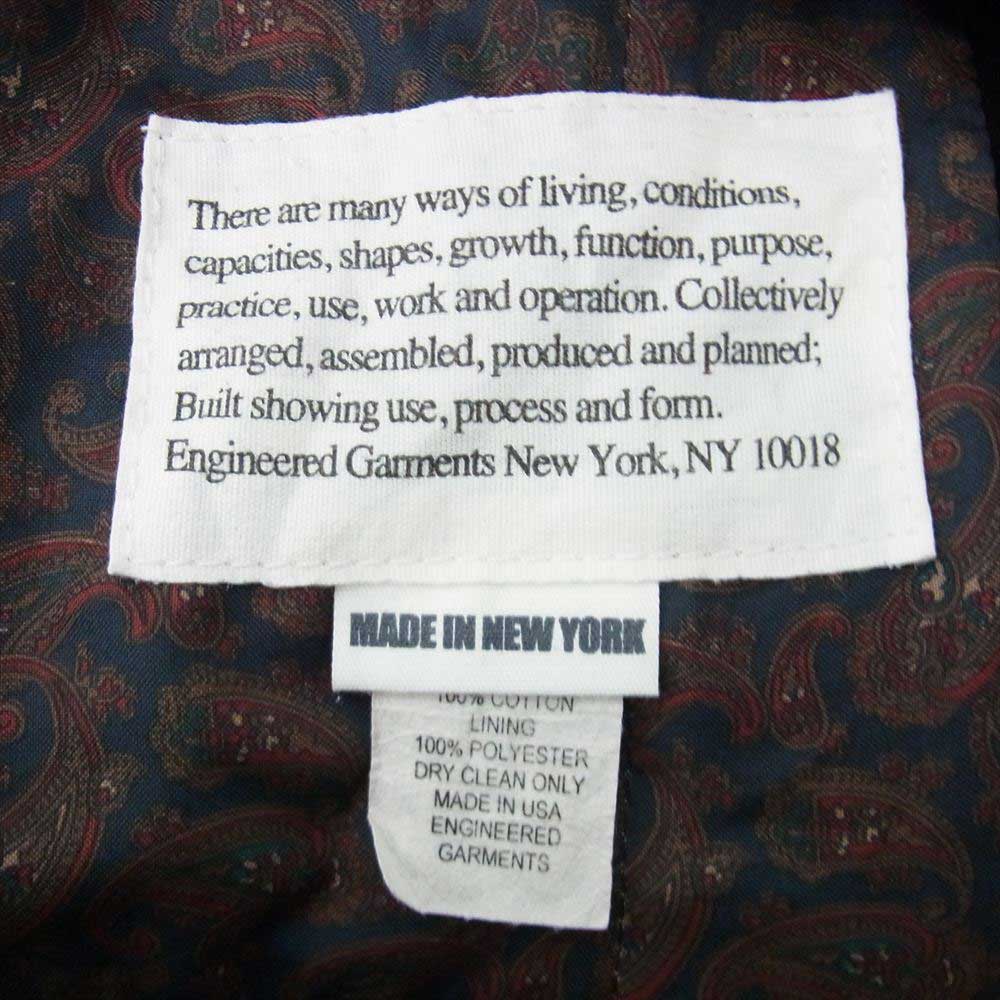 There are many ways of living, conditions,
capacities, shapes, growth, function, purpose,
practice, use, work and operation. Collectively
arranged, assembled, produced and planned;
Built showing use, process and form.
Engineered Garments New York, NY 10018
MADE IN NEW YORK
100% COTTON
LINING
100% POLYESTER
DRY CLEAN ONLY
MADE IN USA
ENGINEERED
GARMENTS